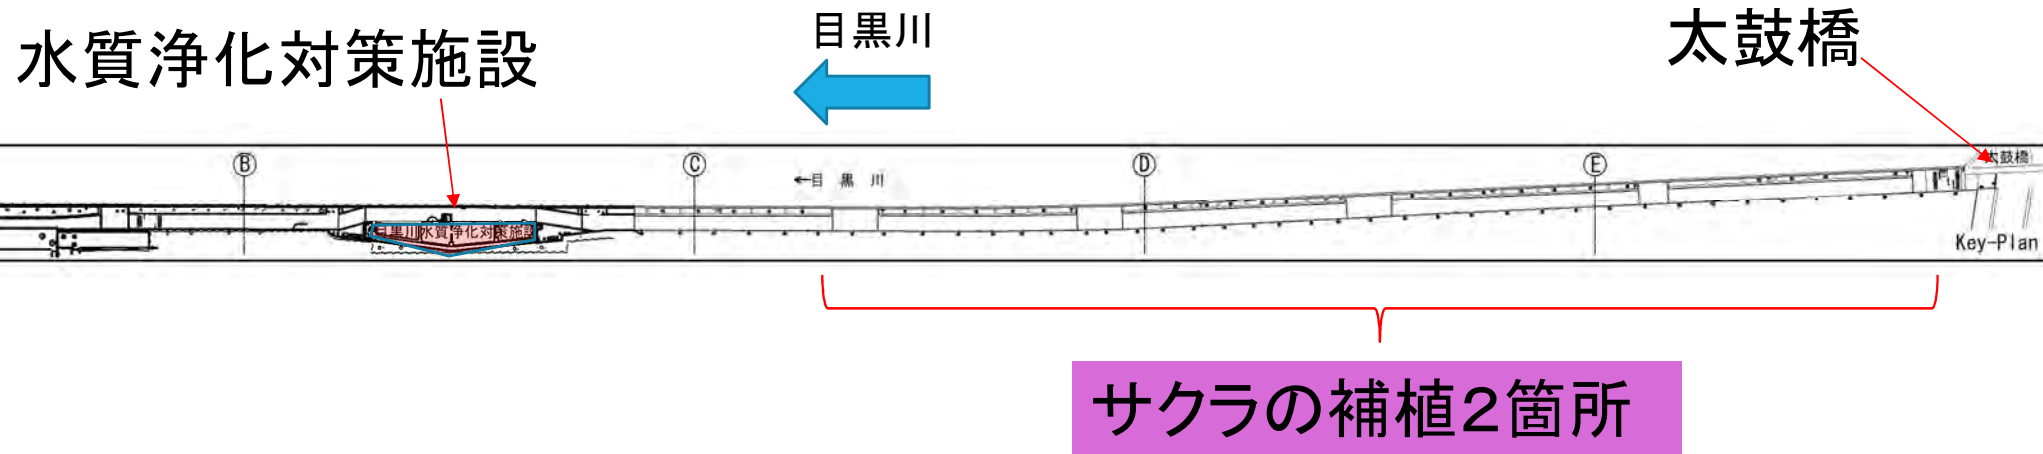 水質浄化対策施設
目黒川
太鼓橋
Ⓑ
Ⓒ
Ⓓ
Ⓔ
←目 黒 川
太鼓橋
目黒川水質浄化対策施設
Key-Plan
サクラの補植２箇所